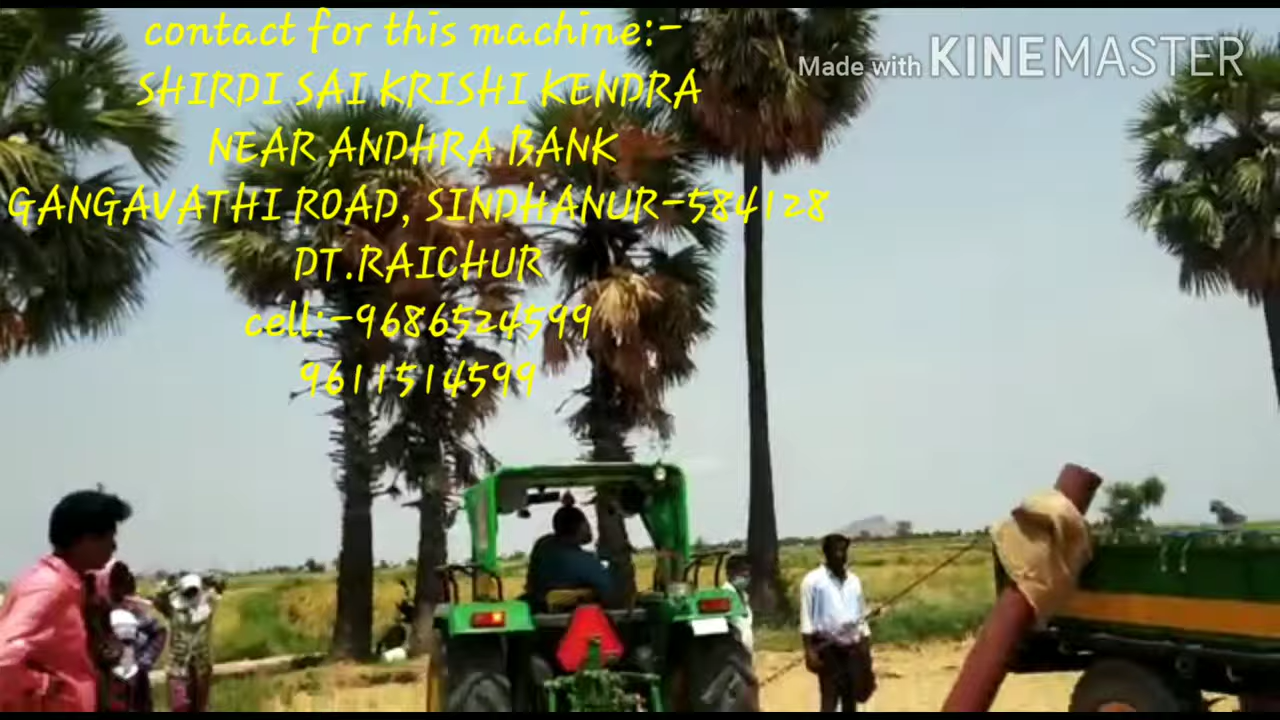 contact for this machine:-
SHIRDI SAI KRISHI KENDRA
NEAR ANDHRA BANK
GANGAVATHI ROAD, SINDHANUR-584128
DT.RAICHUR
cell:-9686524599
9611514599
Made with KINEMASTER